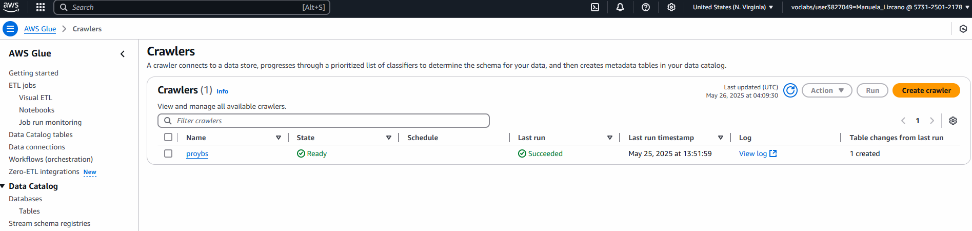 aws
Search [Alt+S]
United States (N. Virginia) ▼
voclabs/user3827049=Manuela_Lizcano @ 5731-2501-2178 ▼
AWS Glue > Crawlers
AWS Glue
Getting started
ETL jobs
Visual ETL
Notebooks
Job run monitoring
Data Catalog tables
Data connections
Workflows (orchestration)
Zero-ETL integrations New
Data Catalog
Databases
Tables
Stream schema registries
Crawlers
A crawler connects to a data store, progresses through a prioritized list of classifiers to determine the schema for your data, and then creates metadata tables in your data catalog.
Crawlers (1) Info
Last updated (UTC)
May 26, 2025 at 04:09:30
Action ▼
Run
Create crawler
View and manage all available crawlers.
Filter crawlers
< 1 >
Name State Schedule Last run Last run timestamp Log Table changes from last run
proybs Ready Succeeded May 25, 2025 at 13:51:59 View log 1 created